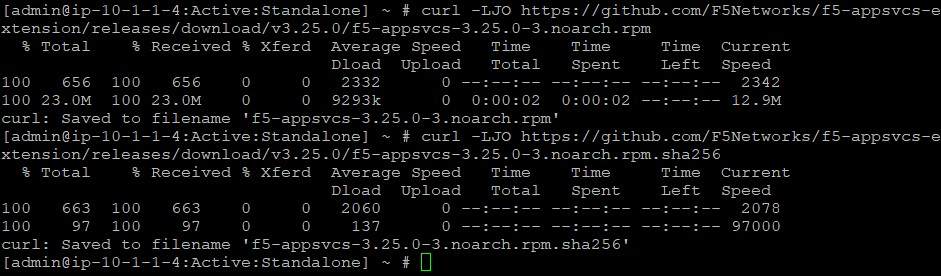 [admin@ip-10-1-1-4:Active:Standalone] ~ # curl -LJO https://github.com/F5Networks/f5-appsvcs-e
xtension/releases/download/v3.25.0/f5-appsvcs-3.25.0-3.noarch.rpm
  % Total    % Received % Xferd  Average Speed   Time    Time     Time  Current
                                 Dload  Upload   Total   Spent    Left  Speed
100   656  100   656    0     0   2332      0 --:--:-- --:--:-- --:--:--  2342
100 23.0M  100 23.0M    0     0  9293k      0  0:00:02  0:00:02 --:--:-- 12.9M
curl: Saved to filename 'f5-appsvcs-3.25.0-3.noarch.rpm'
[admin@ip-10-1-1-4:Active:Standalone] ~ # curl -LJO https://github.com/F5Networks/f5-appsvcs-e
xtension/releases/download/v3.25.0/f5-appsvcs-3.25.0-3.noarch.rpm.sha256
  % Total    % Received % Xferd  Average Speed   Time    Time     Time  Current
                                 Dload  Upload   Total   Spent    Left  Speed
100   663  100   663    0     0   2060      0 --:--:-- --:--:-- --:--:--  2078
100    97  100    97    0     0    137      0 --:--:-- --:--:-- --:--:-- 97000
curl: Saved to filename 'f5-appsvcs-3.25.0-3.noarch.rpm.sha256'
[admin@ip-10-1-1-4:Active:Standalone] ~ #